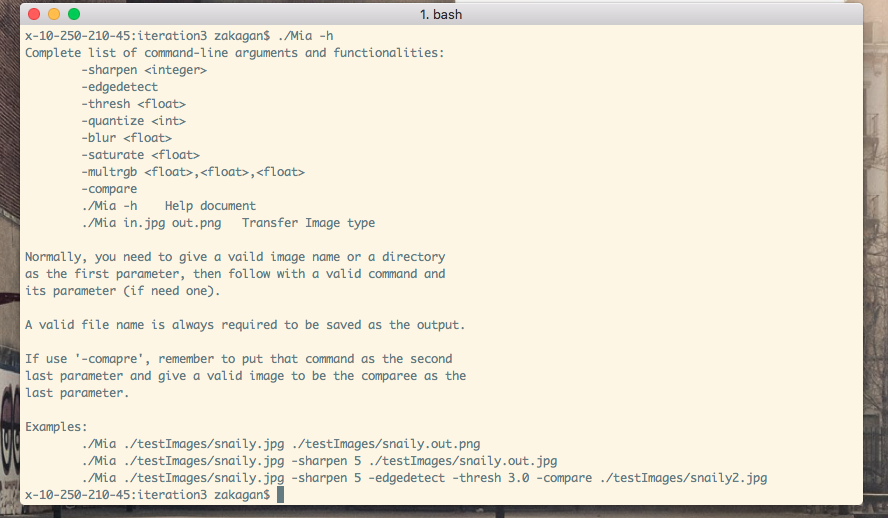 1. bash
x-10-250-210-45:iteration3 zakagan$ ./Mia -h
Complete list of command-line arguments and functionalities:
-sharpen <integer>
-edgedetect
-thresh <float>
-quantize <int>
-blur <float>
-saturate <float>
-multrgb <float>,<float>,<float>
-compare
./Mia -h    Help document
./Mia in.jpg out.png   Transfer Image type
Normally, you need to give a vaild image name or a directory
as the first parameter, then follow with a valid command and
its parameter (if need one).
A valid file name is always required to be saved as the output.
If use '-comapre', remember to put that command as the second
last parameter and give a valid image to be the comparee as the
last parameter.
Examples:
./Mia ./testImages/snaily.jpg ./testImages/snaily.out.png
./Mia ./testImages/snaily.jpg -sharpen 5 ./testImages/snaily.out.jpg
./Mia ./testImages/snaily.jpg -sharpen 5 -edgedetect -thresh 3.0 -compare ./testImages/snaily2.jpg
x-10-250-210-45:iteration3 zakagan$